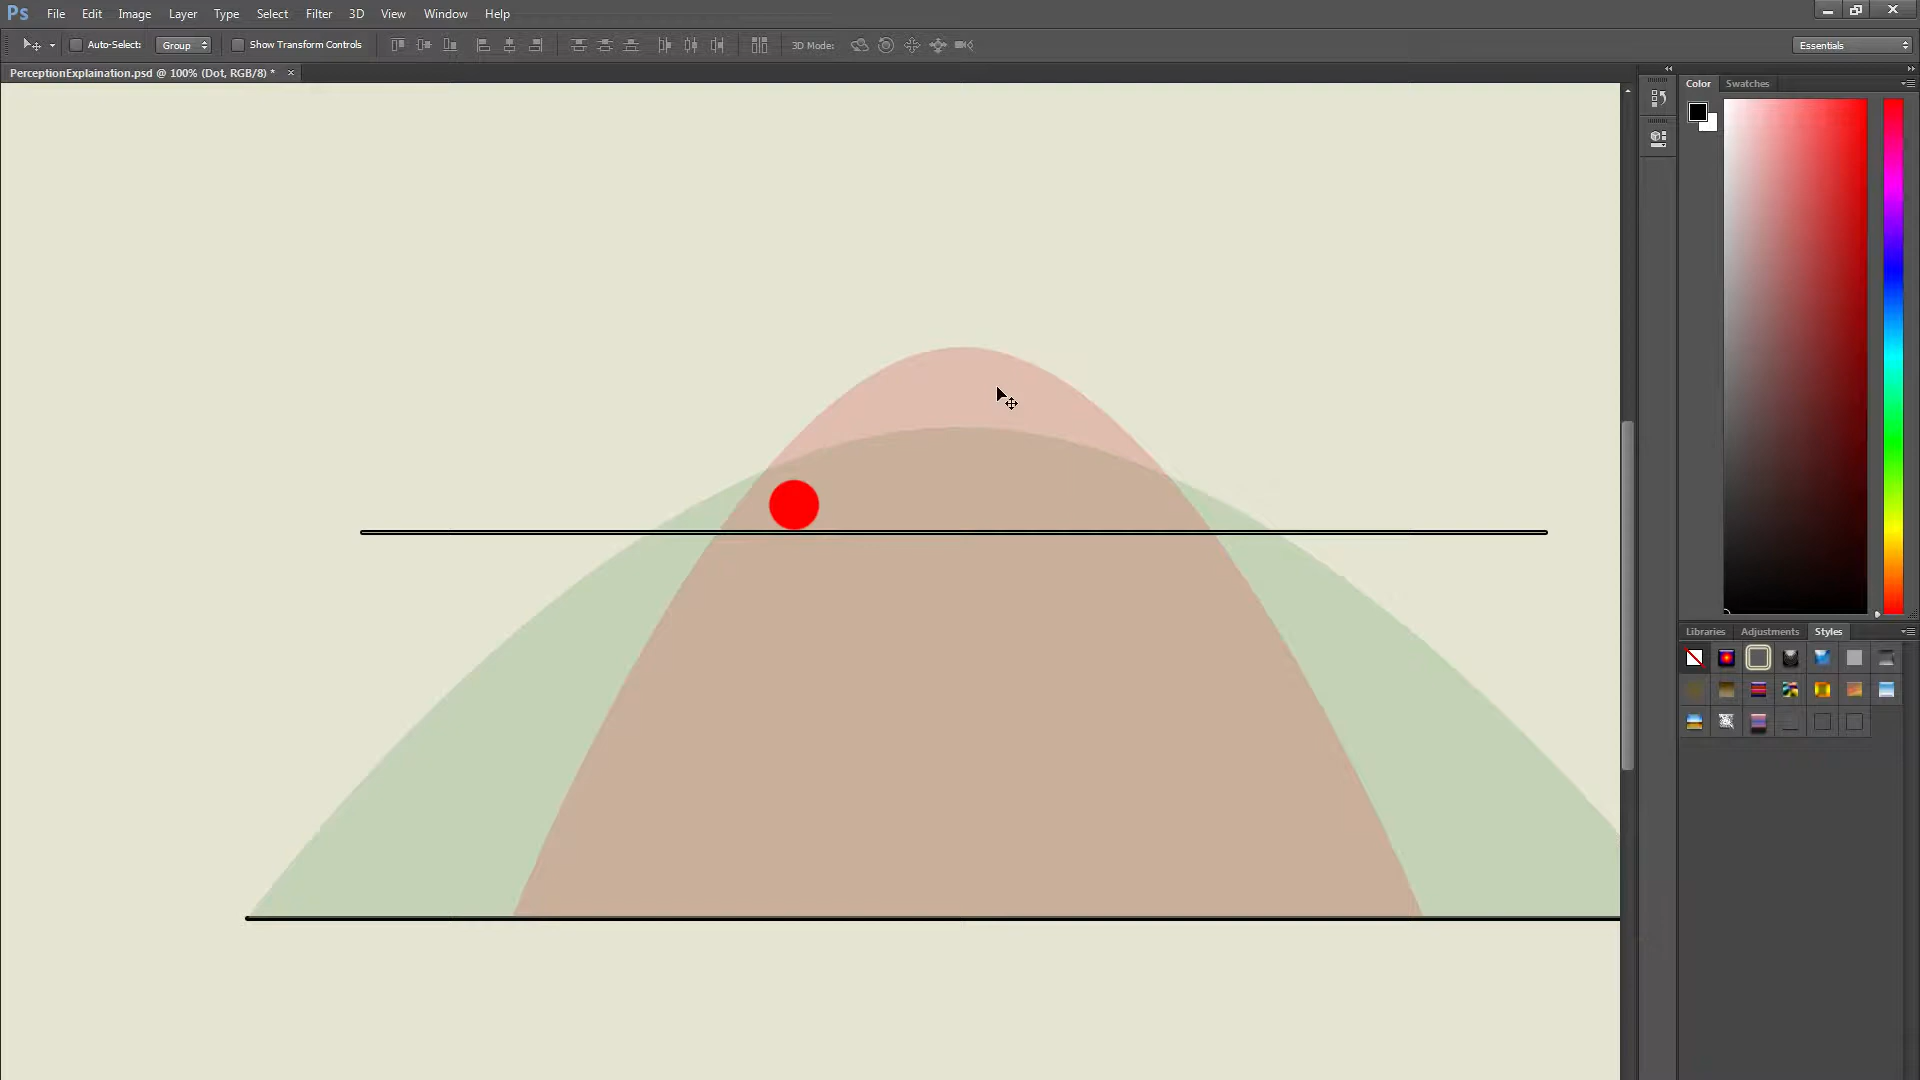 Ps File Edit Image Layer Type Select Filter 3D View Window Help
Auto-Select: Group Show Transform Controls 3D Mode: Essentials
PerceptionExplaination.psd @ 100% (Dot, RGB/8) *
Color Swatches
Libraries Adjustments Styles